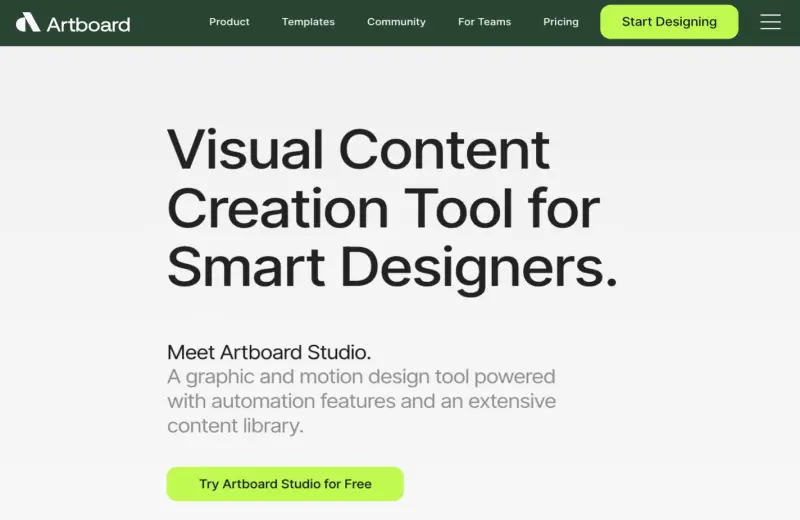 Artboard
Product
Templates
Community
For Teams
Pricing
Start Designing
Visual Content
Creation Tool for
Smart Designers.
Meet Artboard Studio.
A graphic and motion design tool powered
with automation features and an extensive
content library.
Try Artboard Studio for Free